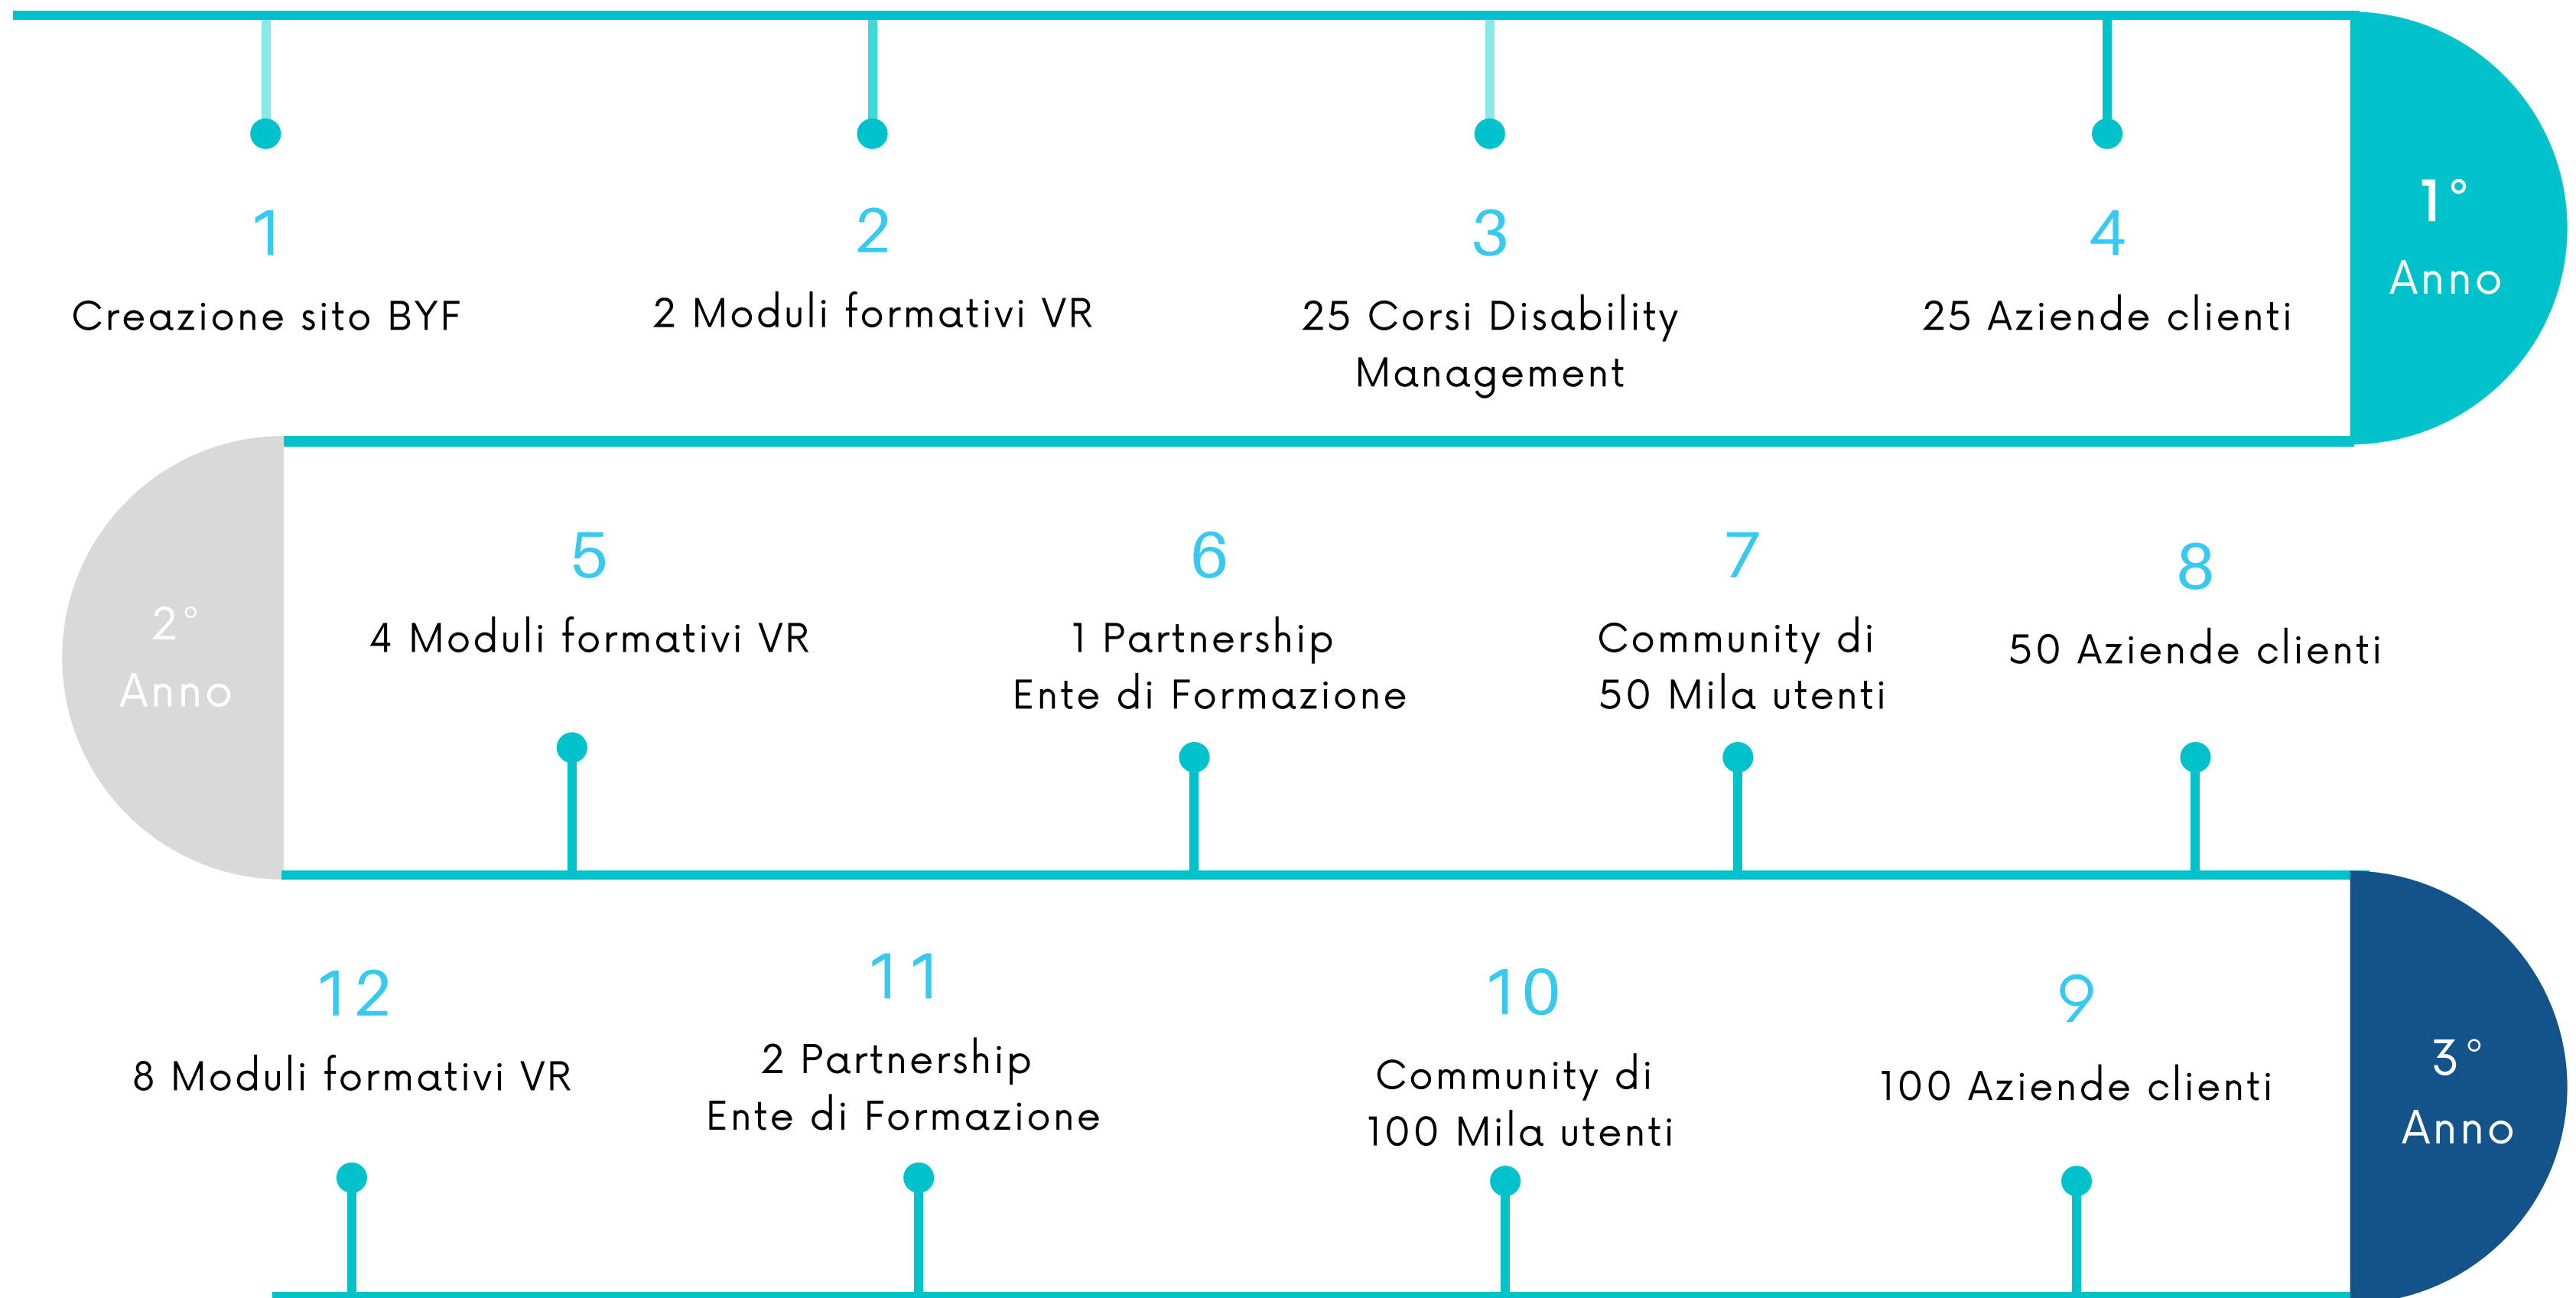 1
Creazione sito BYF
2
2 Moduli formativi VR
3
25 Corsi Disability
Management
4
25 Aziende clienti
1°
Anno
2°
Anno
5
4 Moduli formativi VR
6
1 Partnership
Ente di Formazione
7
Community di
50 Mila utenti
8
50 Aziende clienti
12
8 Moduli formativi VR
11
2 Partnership
Ente di Formazione
10
Community di
100 Mila utenti
9
100 Aziende clienti
3°
Anno